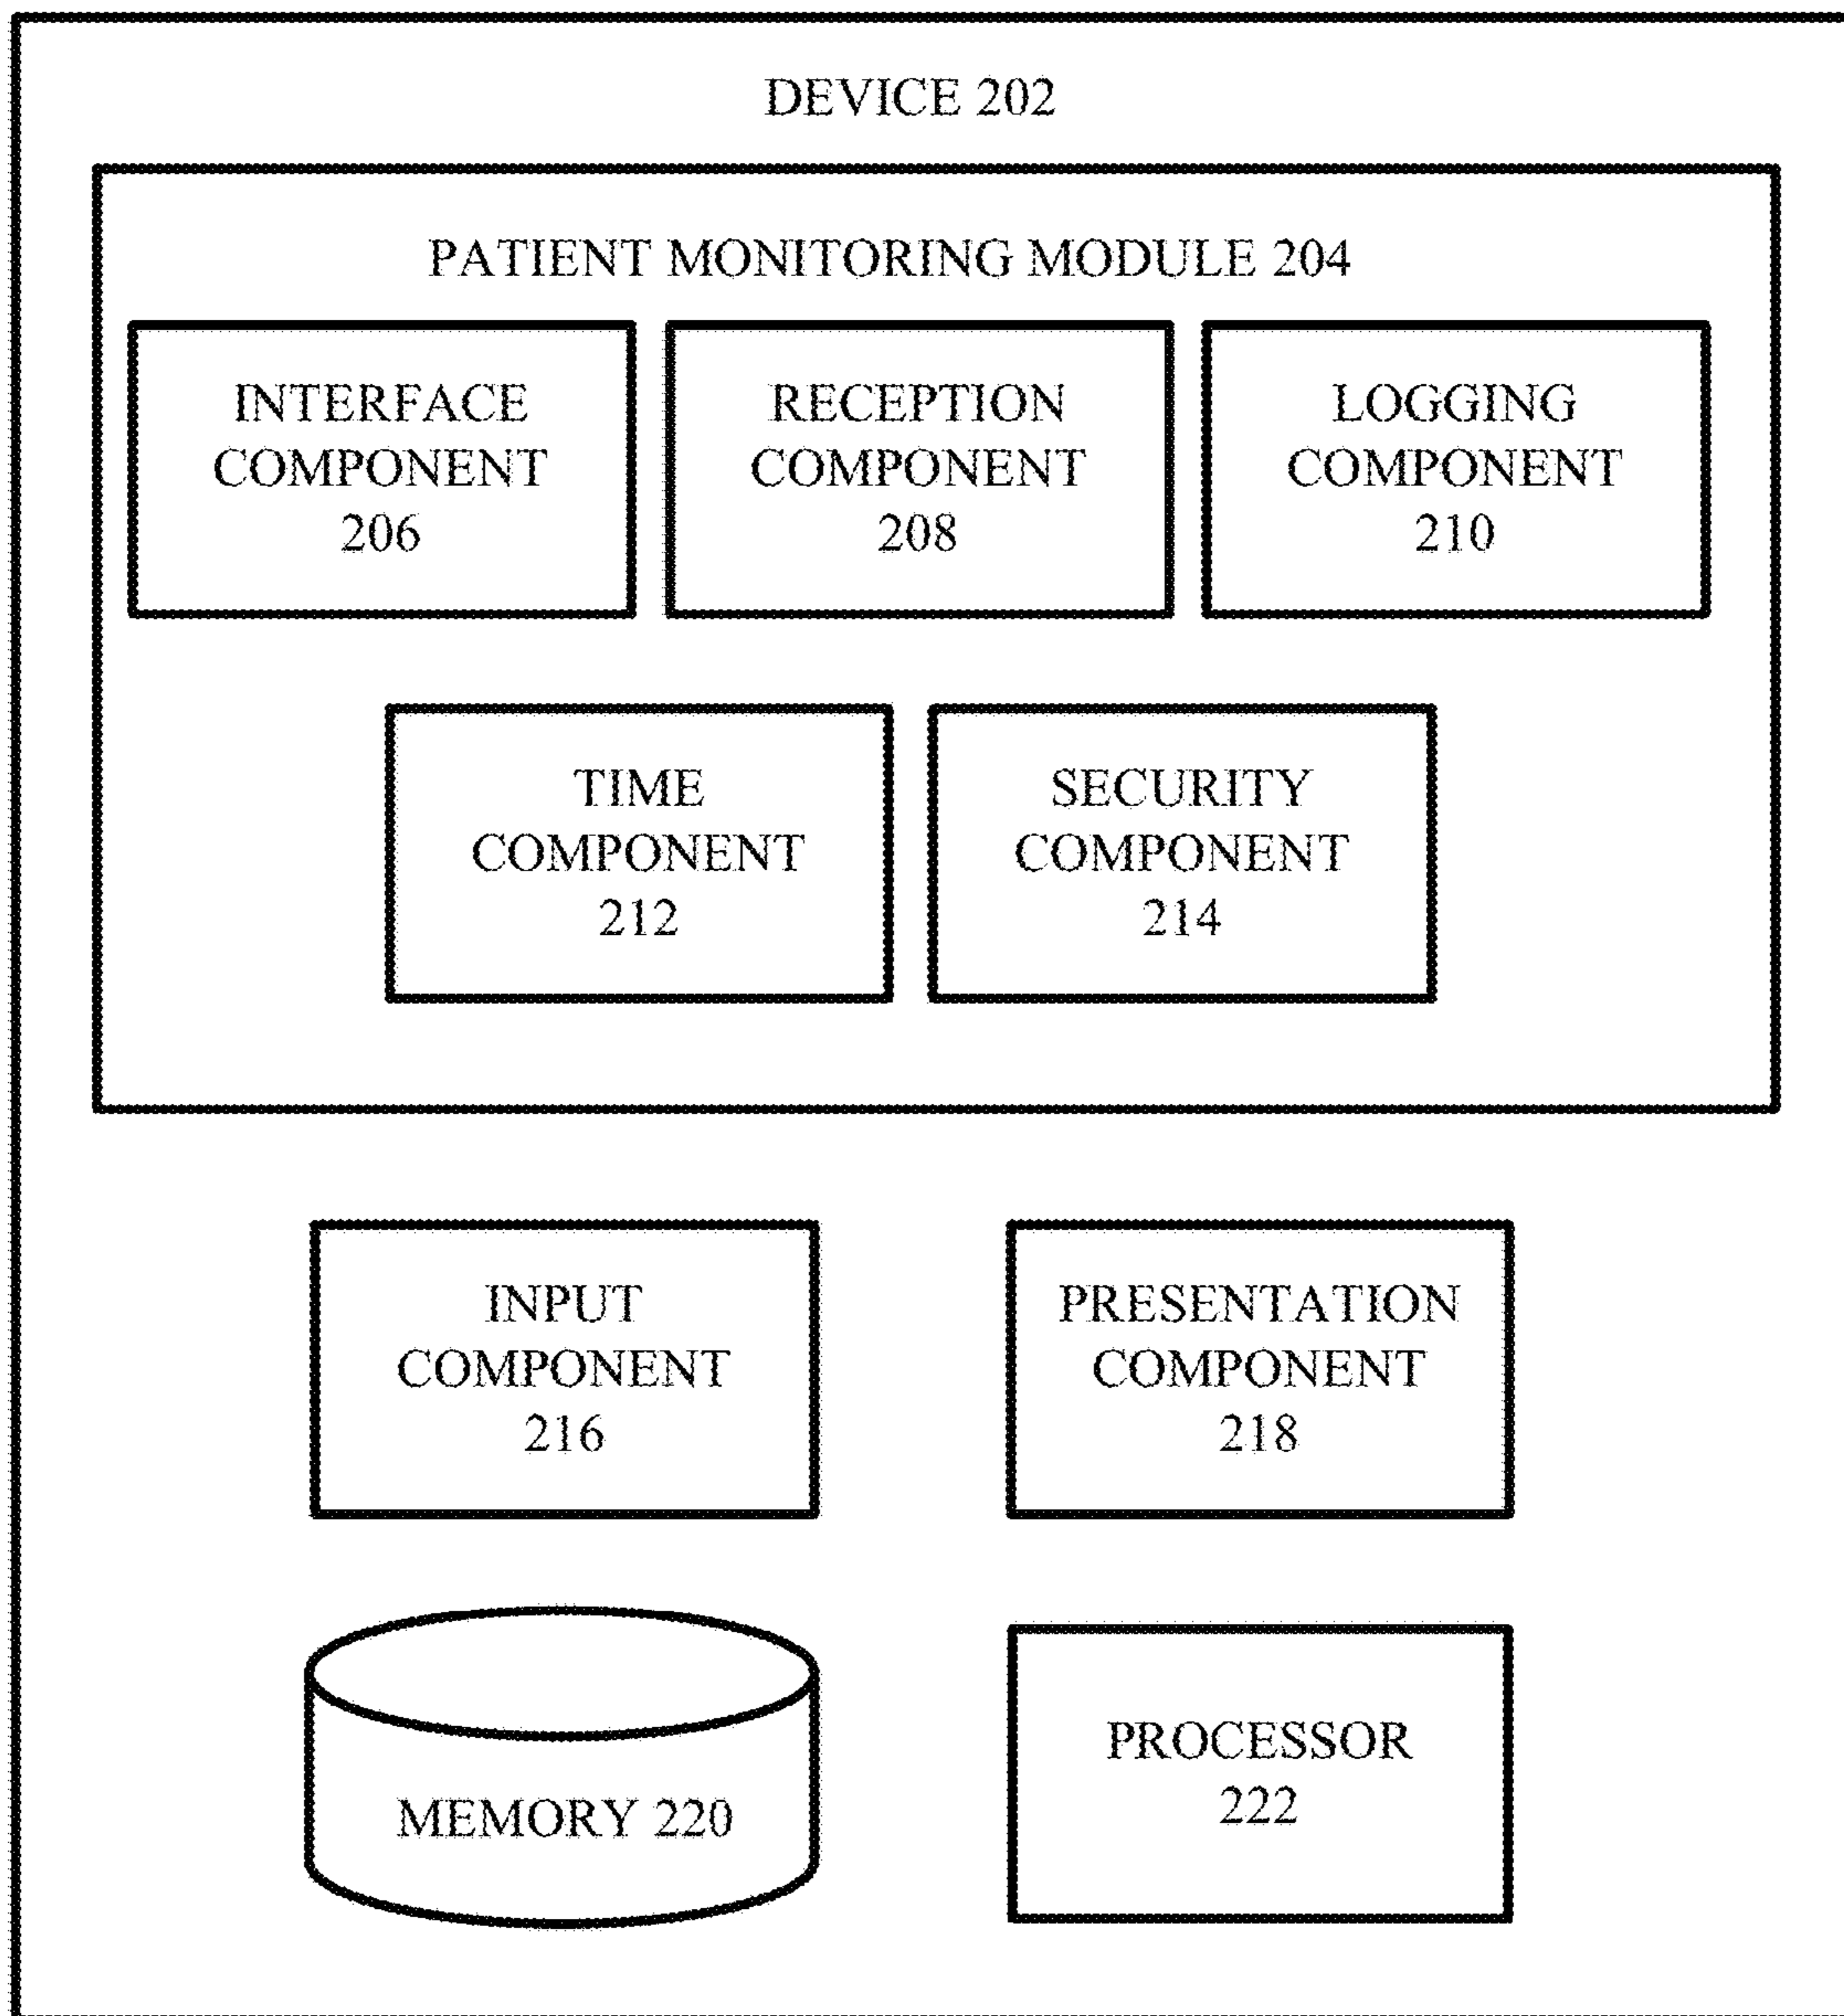 DEVICE 202
PATIENT MONITORING MODULE 204
INTERFACE
COMPONENT
206
RECEPTION
COMPONENT
208
LOGGING
COMPONENT
210
TIME
COMPONENT
212
SECURITY
COMPONENT
214
INPUT
COMPONENT
216
PRESENTATION
COMPONENT
218
MEMORY 220
PROCESSOR
222